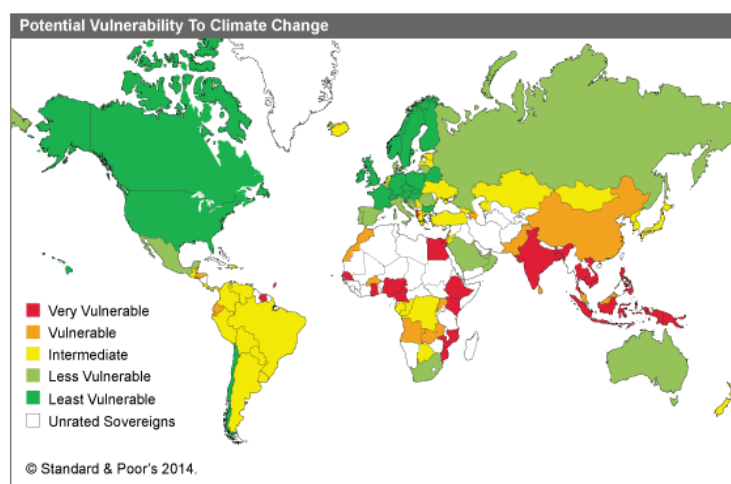 Potential Vulnerability To Climate Change
Very Vulnerable
Vulnerable
Intermediate
Less Vulnerable
Least Vulnerable
Unrated Sovereigns
© Standard & Poor's 2014.